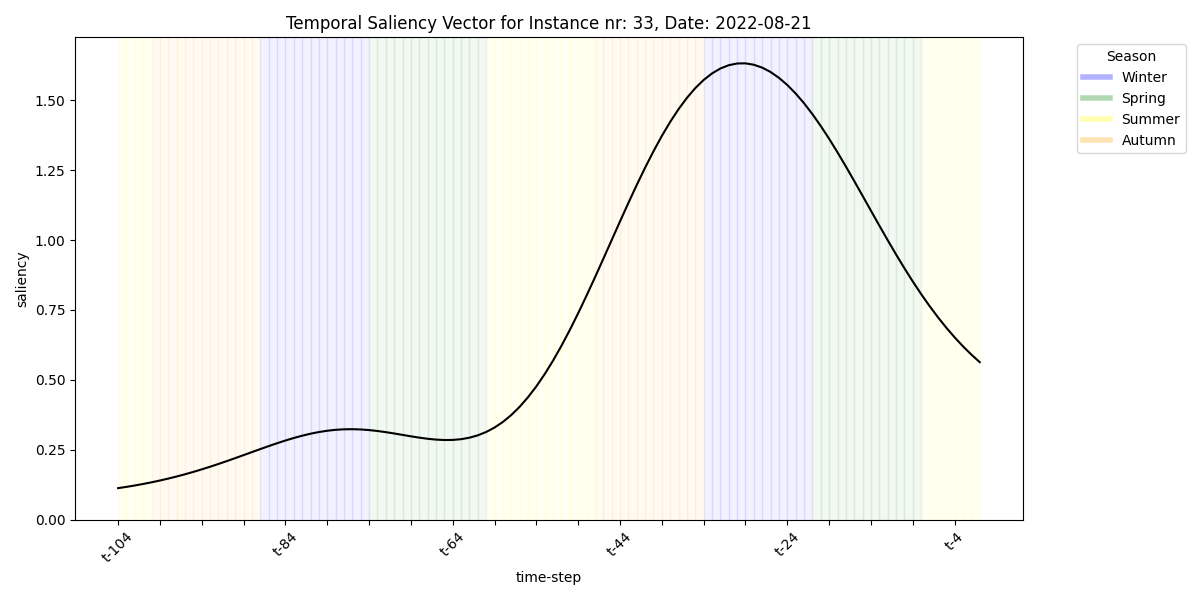 Temporal Saliency Vector for Instance nr: 33, Date: 2022-08-21
Season
Winter
Spring
Summer
Autumn
saliency
1.50
1.25
1.00
0.75
0.50
0.25
0.00
t-104
t-84
t-64
t-44
t-24
t-4
time-step